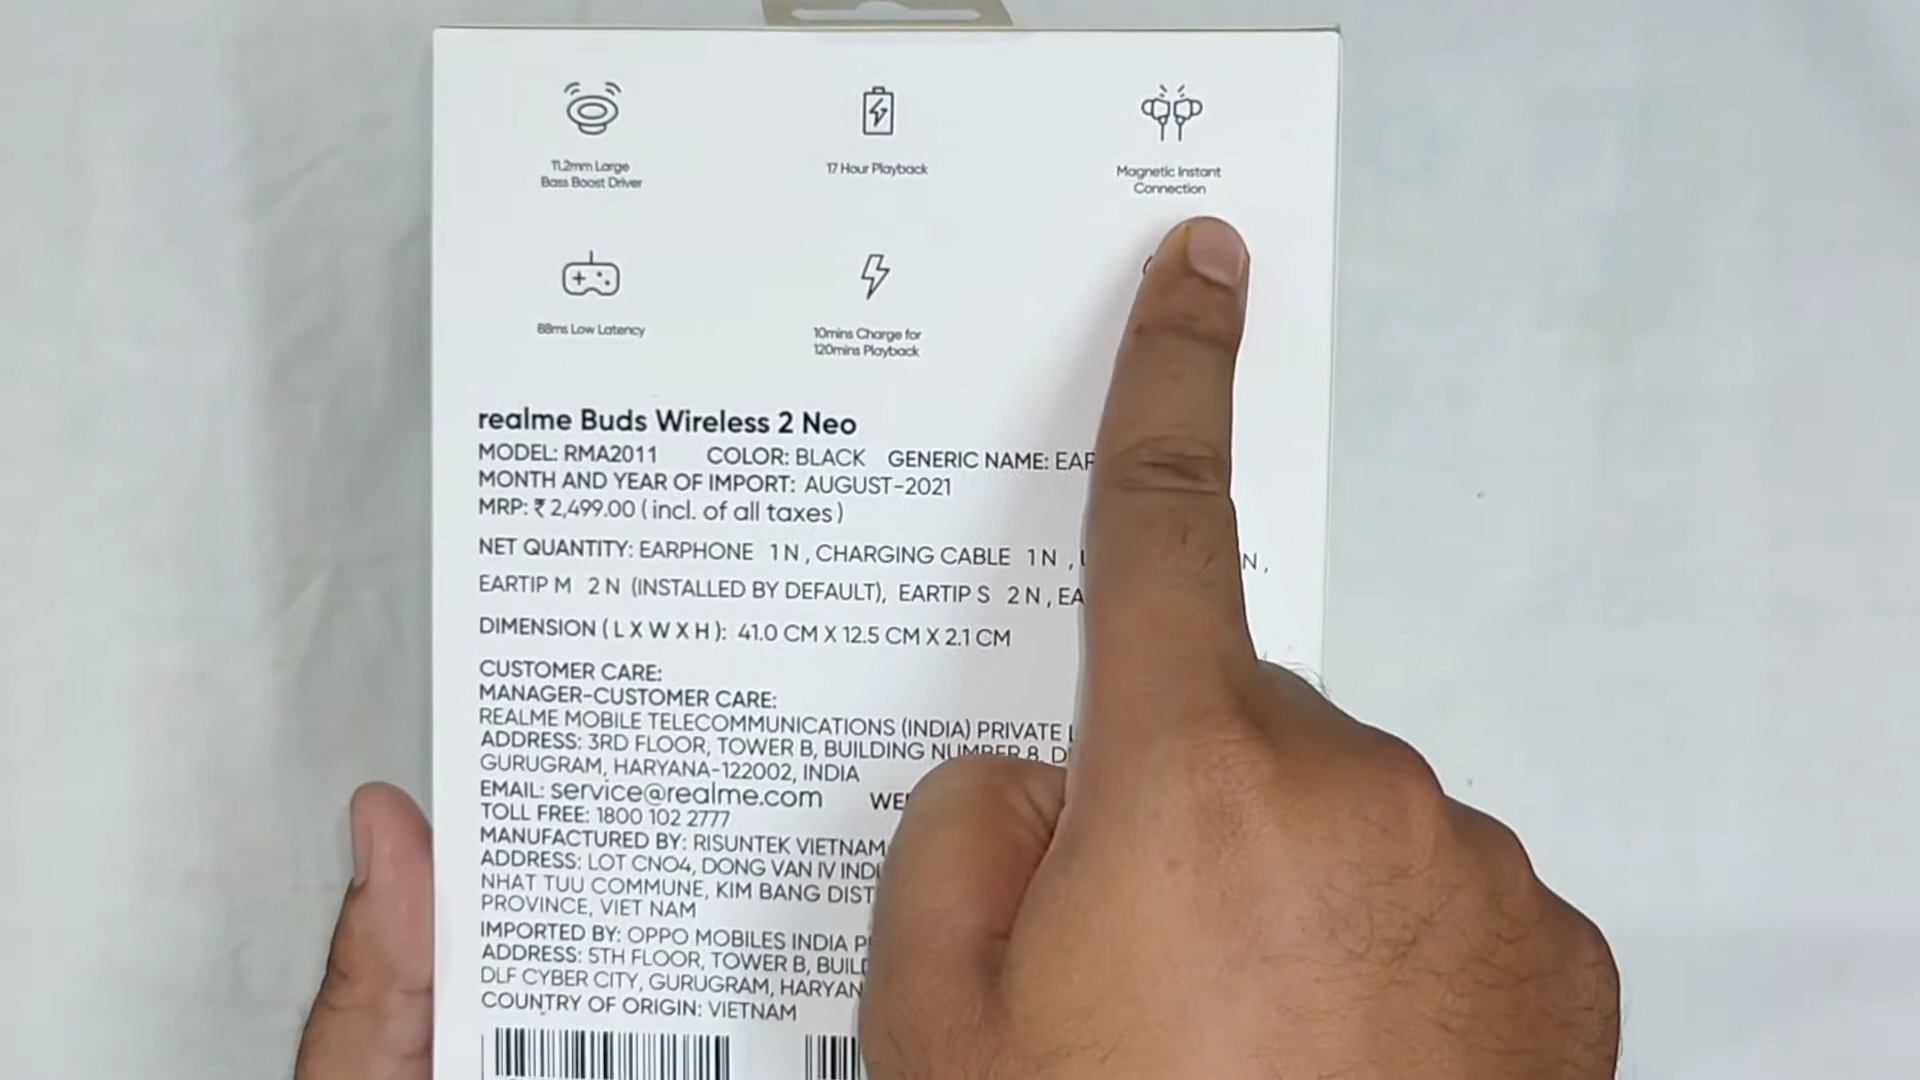 11.2mm Large
Bass Boost Driver
17 Hour Playback
Magnetic Instant
Connection
88ms Low Latency
10mins Charge for
120mins Playback
realme Buds Wireless 2 Neo
MODEL: RMA2011 COLOR: BLACK GENERIC NAME:
MONTH AND YEAR OF IMPORT: AUGUST-2021
MRP: ₹ 2,499.00 ( incl. of all taxes )
NET QUANTITY: EARPHONE 1 N , CHARGING CABLE 1 N , N ,
EARTIP M 2 N (INSTALLED BY DEFAULT), EARTIP S 2 N ,
DIMENSION ( L X W X H ): 41.0 CM X 12.5 CM X 2.1 CM
CUSTOMER CARE:
MANAGER-CUSTOMER CARE:
REALME MOBILE TELECOMMUNICATIONS (INDIA) PRIVATE
ADDRESS: 3RD FLOOR, TOWER B, BUILDING NUMBER 8,
GURUGRAM, HARYANA-122002, INDIA
EMAIL: service@realme.com
TOLL FREE: 1800 102 2777
MANUFACTURED BY: RISUNTEK VIETNAM
ADDRESS: LOT CNO4, DONG VAN IV
NHAT TUU COMMUNE, KIM BANG
PROVINCE, VIET NAM
IMPORTED BY: OPPO MOBILES INDIA
ADDRESS: 5TH FLOOR, TOWER B,
DLF CYBER CITY, GURUGRAM,
COUNTRY OF ORIGIN: VIETNAM